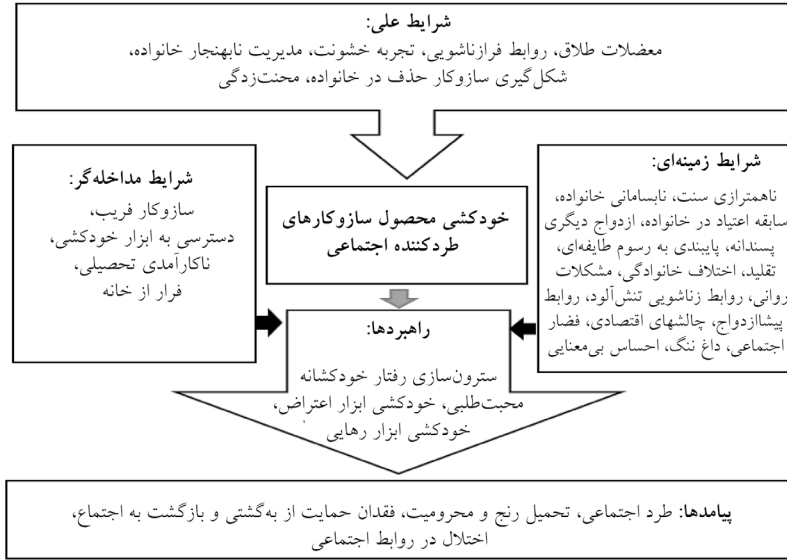 شرایط علی:
معضلات طلاق، روابط فرازناشویی، تجربه خشونت، مدیریت نابهنجار خانواده،
شکل‌گیری سازوکار حذف در خانواده، محنت‌زدگی
شرایط زمینه‌ای:
ناهمترازی سنت، نابسامانی خانواده،
سابقه اعتیاد در خانواده، ازدواج دیگری
پسندانه، پایبندی به رسوم طایفه‌ای،
تقلید، اختلاف خانوادگی، مشکلات
روانی، روابط زناشویی تنش‌آلود، روابط
پیشاازدواج، چالشهای اقتصادی، فضار
اجتماعی، داغ ننگ، احساس بی‌معنایی
خودکشی محصول سازوکارهای
طردکننده اجتماعی
شرایط مداخله‌گر:
سازوکار فریب،
دسترسی به ابزار خودکشی،
ناکارآمدی تحصیلی،
فرار از خانه
راهبردها:
سترون‌سازی رفتار خودکشانه
محبت‌طلبی، خودکشی ابزار اعتراض،
خودکشی ابزار رهایی
پیامدها: طرد اجتماعی، تحمیل رنج و محرومیت، فقدان حمایت از به‌گشتی و بازگشت به اجتماع،
اختلال در روابط اجتماعی